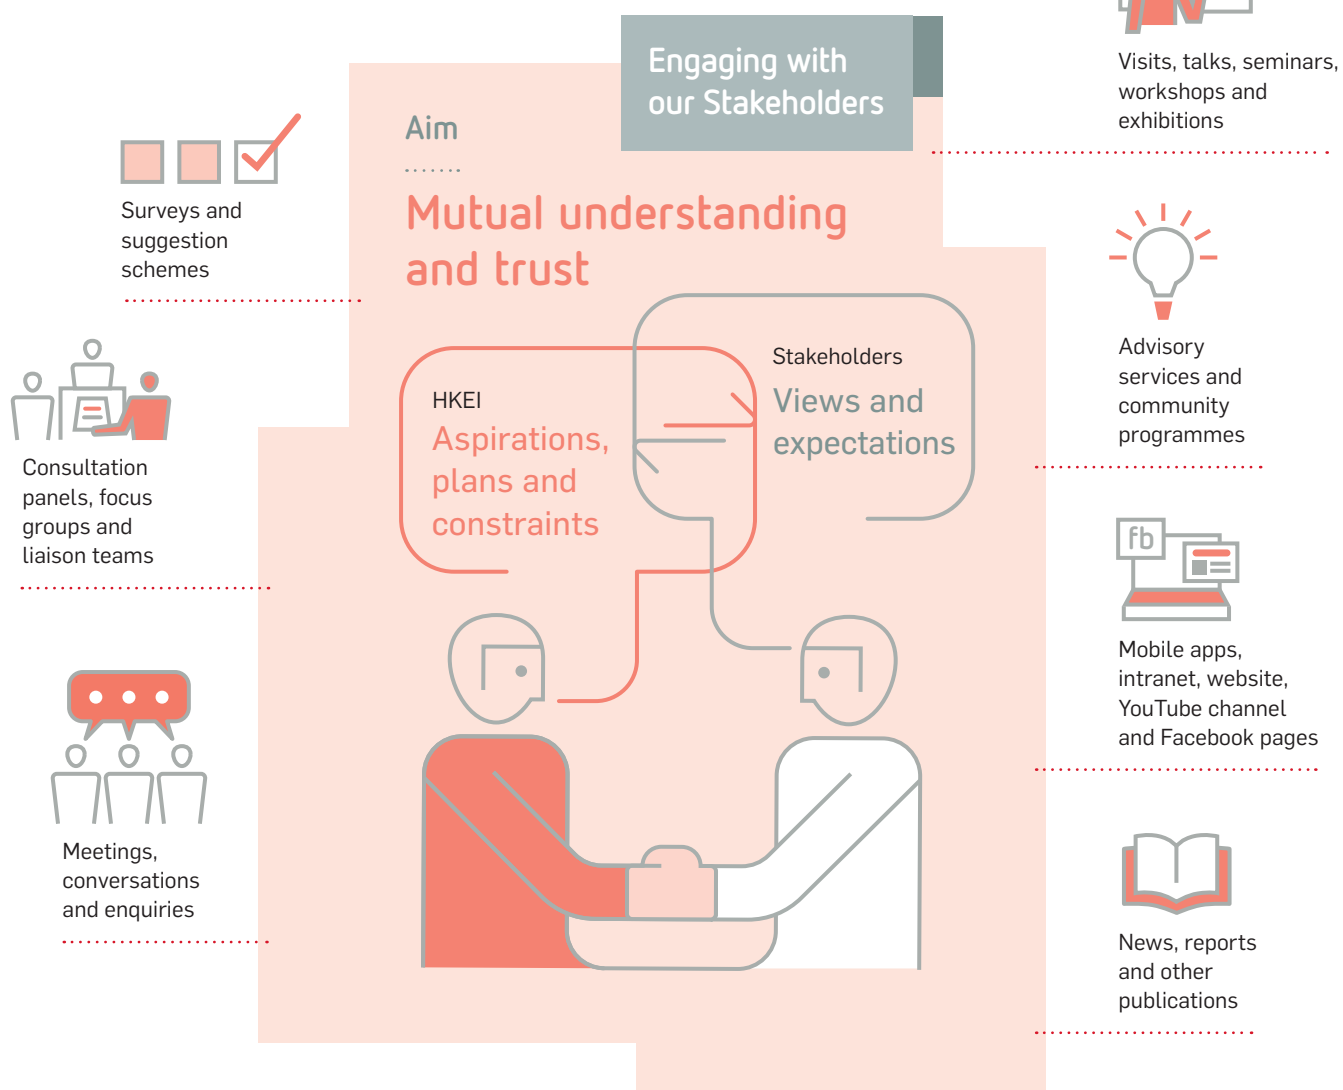 Engaging with
our Stakeholders
Aim
Mutual understanding
and trust
HKEI
Aspirations,
plans and
constraints
Stakeholders
Views and
expectations
Surveys and
suggestion
schemes
Consultation
panels, focus
groups and
liaison teams
Meetings,
conversations
and enquiries
Visits, talks, seminars,
workshops and
exhibitions
Advisory
services and
community
programmes
fb
Mobile apps,
intranet, website,
YouTube channel
and Facebook pages
News, reports
and other
publications